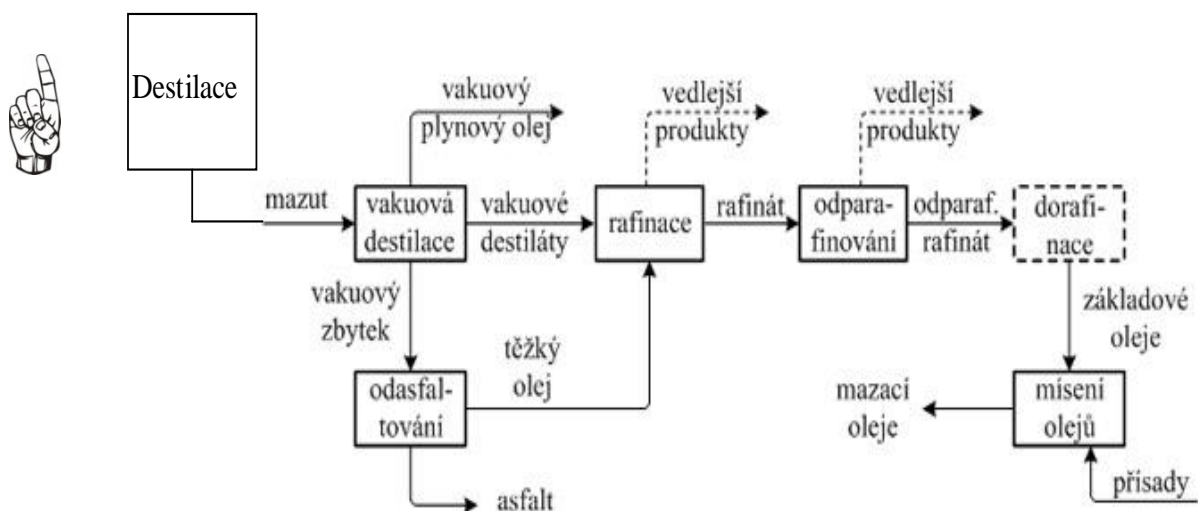 Destilace
vakuový
plynový olej
vedlejší
produkty
vedlejší
produkty
mazut
vakuová
destilace
vakuové
destiláty
rafinace
rafinát
odpara-
finování
odparaf.
rafinát
dorafi-
nace
vakuový
zbytek
těžký
olej
základové
oleje
odasfal-
tování
mazací
oleje
mísení
olejů
asfalt
přísady